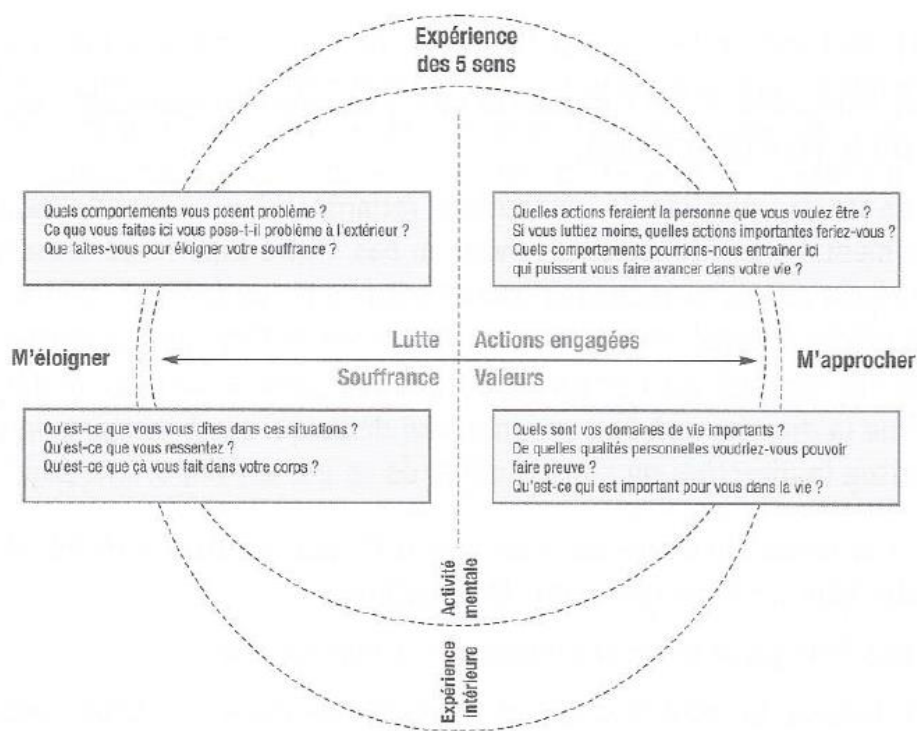 Expérience
des 5 sens
Quels comportements vous posent problème ?
Ce que vous faites ici vous pose-t-il problème à l'extérieur ?
Que faites-vous pour éloigner votre souffrance ?
Quelles actions feraient la personne que vous voulez être ?
Si vous luttiez moins, quelles actions importantes feriez-vous ?
Quels comportements pourrions-nous entraîner ici
qui puissent vous faire avancer dans votre vie ?
M'éloigner
Lutte
Actions engagées
M'approcher
Souffrance
Valeurs
Qu'est-ce que vous vous dites dans ces situations ?
Qu'est-ce que vous ressentez ?
Qu'est-ce que çà vous fait dans votre corps ?
Quels sont vos domaines de vie importants ?
De quelles qualités personnelles voudriez-vous pouvoir
faire preuve ?
Qu'est-ce qui est important pour vous dans la vie ?
Activité
mentale
Expérience
intérieure